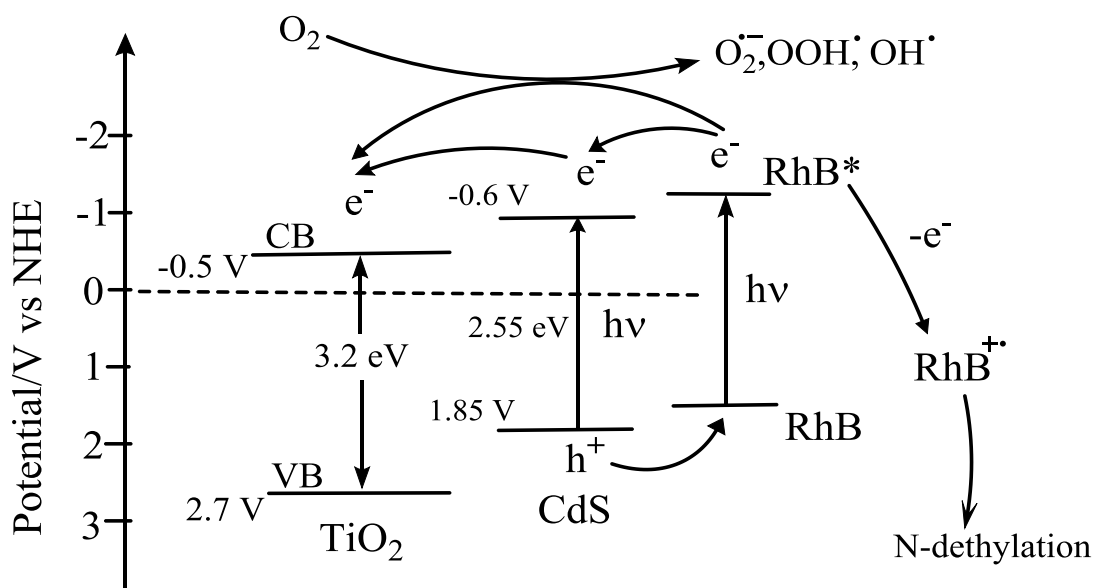 O₂
O₂•⁻,OOH•, OH•
-2
-1
0
1
2
3
Potential/V vs NHE
e⁻
e⁻
e⁻
RhB*
-0.6 V
CB
-0.5 V
-e⁻
hν
2.55 eV
hν
3.2 eV
RhB⁺•
1.85 V
RhB
h⁺
VB
2.7 V
CdS
TiO₂
N-dethylation